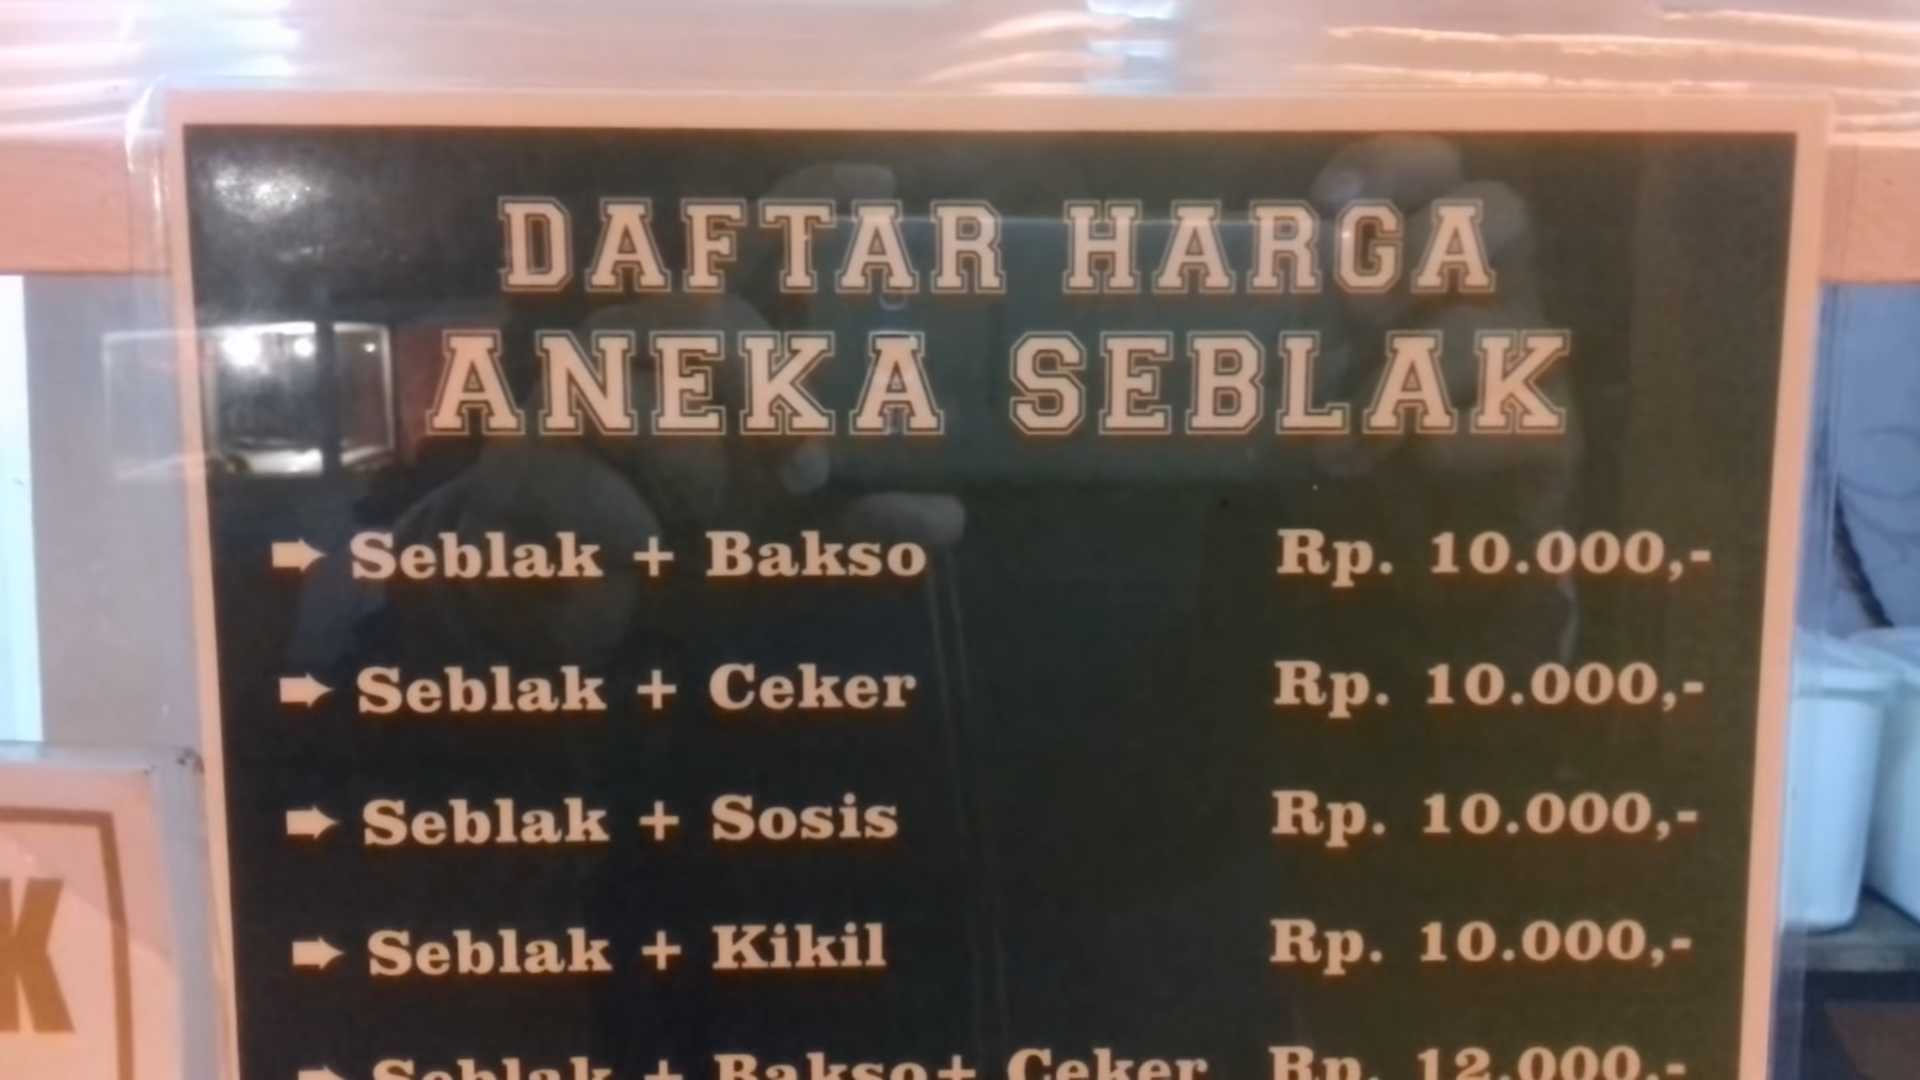 DAFTAR HARGA
ANEKA SEBLAK
Seblak + Bakso Rp. 10.000,-
Seblak + Ceker Rp. 10.000,-
Seblak + Sosis Rp. 10.000,-
Seblak + Kikil Rp. 10.000,-
Seblak + Bakso+ Ceker Rp. 12.000,-
K